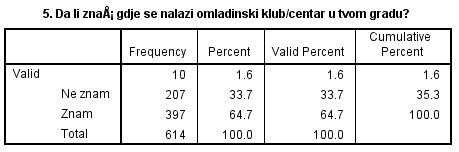 5. Da li znaÅ¡ gdje se nalazi omladinski klub/centar u tvom gradu?
Frequency Percent Valid Percent Cumulative Percent
Valid 10 1.6 1.6 1.6
Ne znam 207 33.7 33.7 35.3
Znam 397 64.7 64.7 100.0
Total 614 100.0 100.0